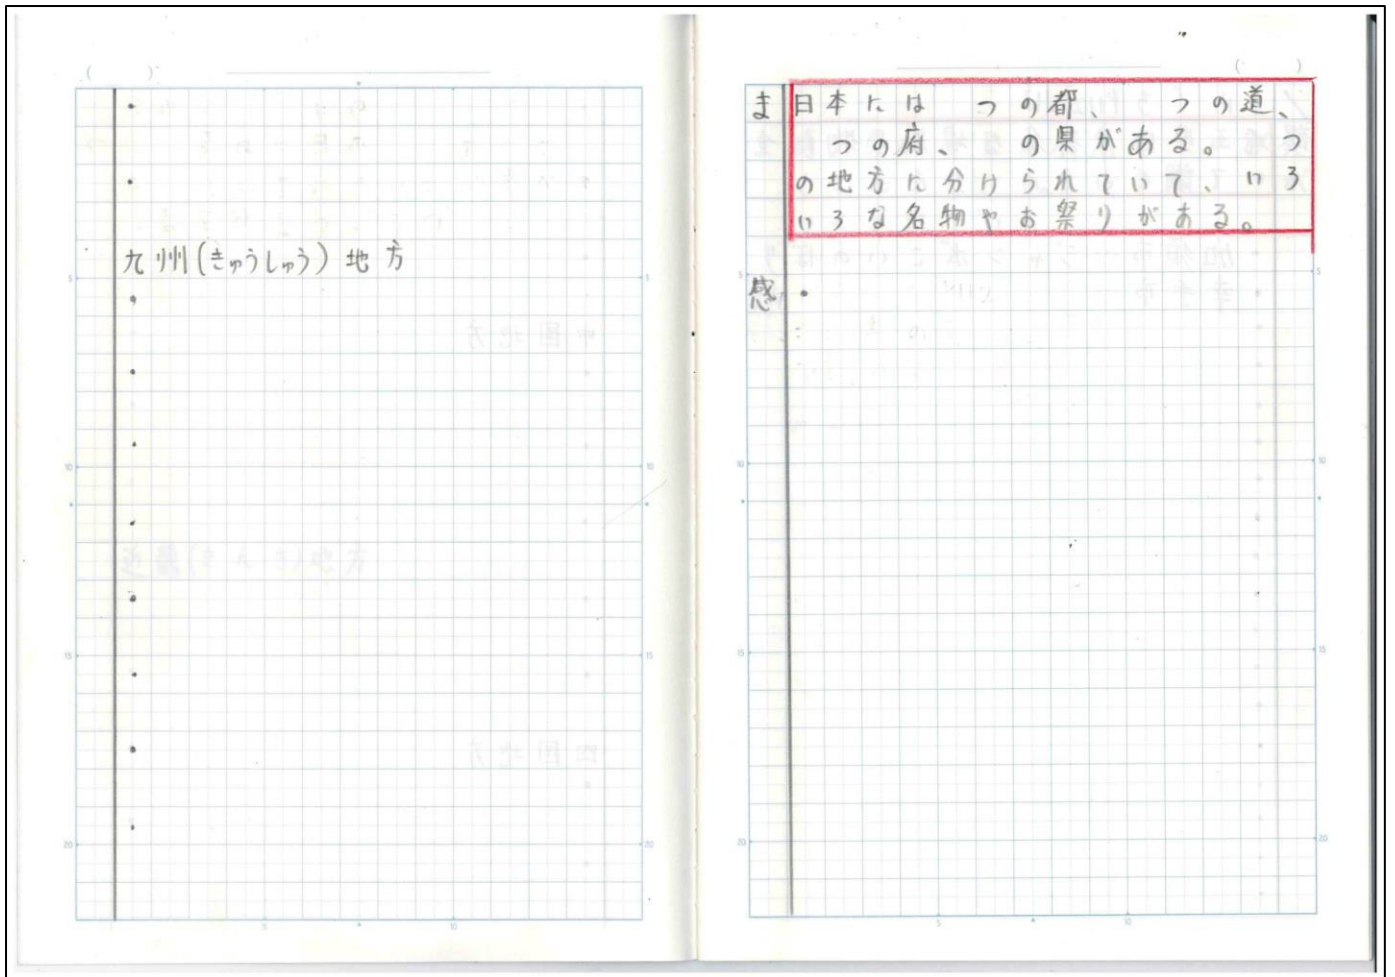 九州(きゅうしゅう)地方
ま 日本には　つの都、　つの道、
　つの府、　の県がある。　つ
の地方に分けられていて、いろ
いろな名物やお祭りがある。
感 ・